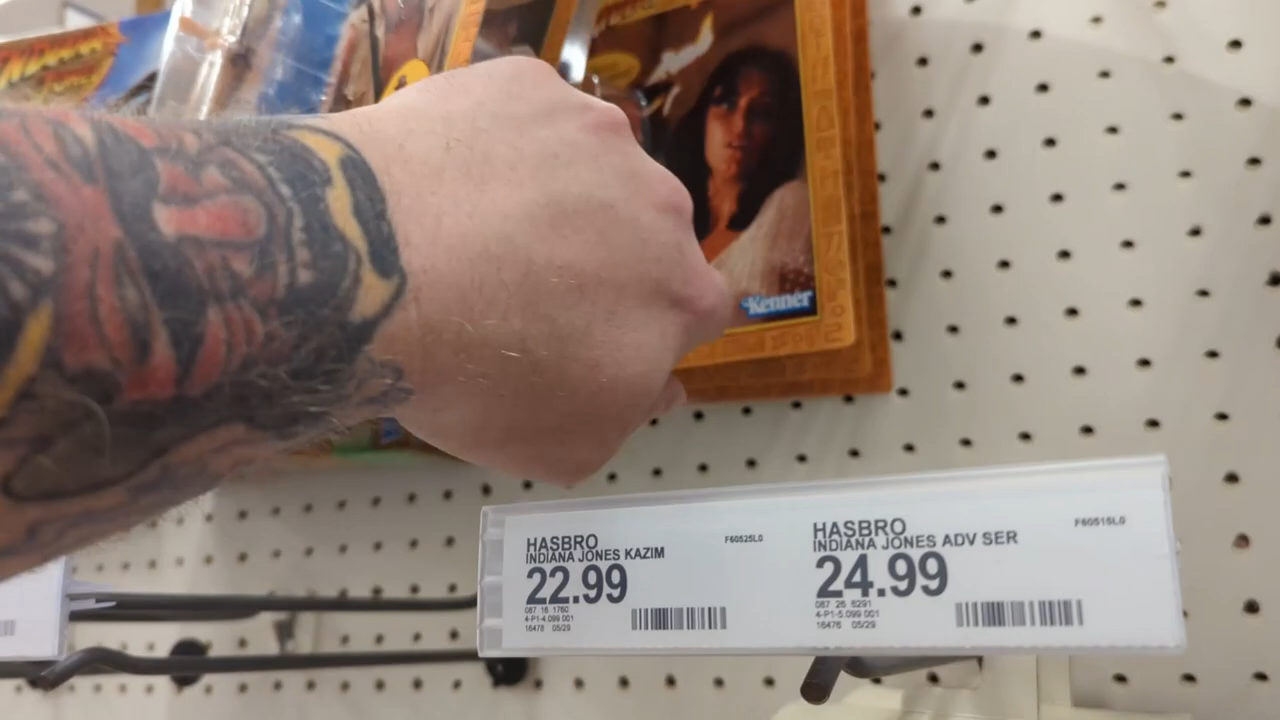 Kenner
HASBRO
INDIANA JONES KAZIM
F60525L0
22.99
087 16 1760
4-P1-4.099 001
16476 05/29
HASBRO
INDIANA JONES ADV SER
F60515L0
24.99
087 26 6291
4-P1-5.099 001
16476 05/29